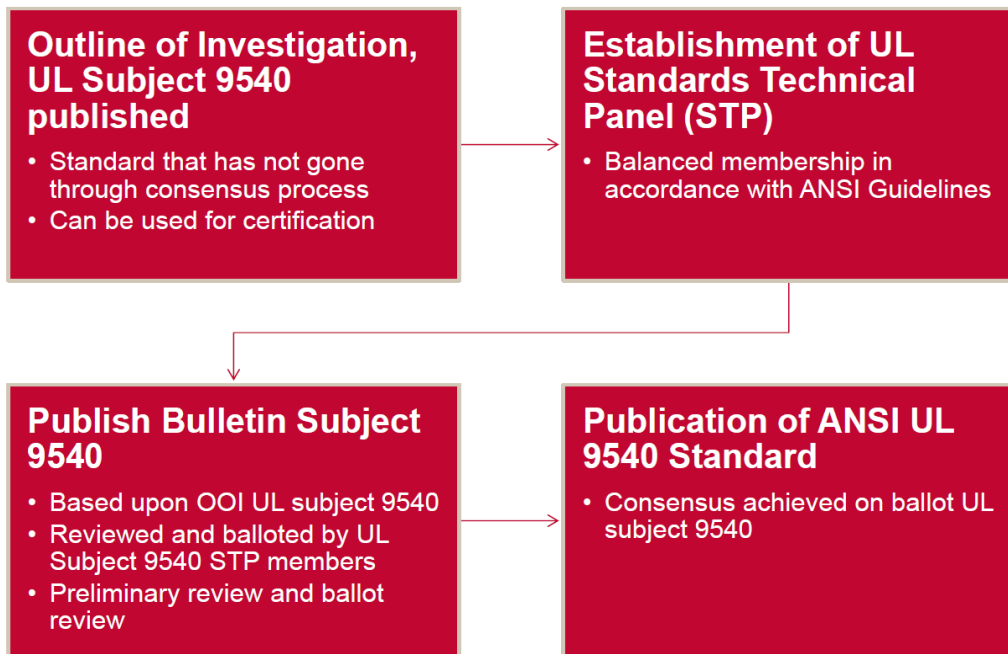 Outline of Investigation,
UL Subject 9540
published
• Standard that has not gone
through consensus process
• Can be used for certification
Establishment of UL
Standards Technical
Panel (STP)
• Balanced membership in
accordance with ANSI Guidelines
Publish Bulletin Subject
9540
• Based upon OOI UL subject 9540
• Reviewed and balloted by UL
Subject 9540 STP members
• Preliminary review and ballot
review
Publication of ANSI UL
9540 Standard
• Consensus achieved on ballot UL
subject 9540